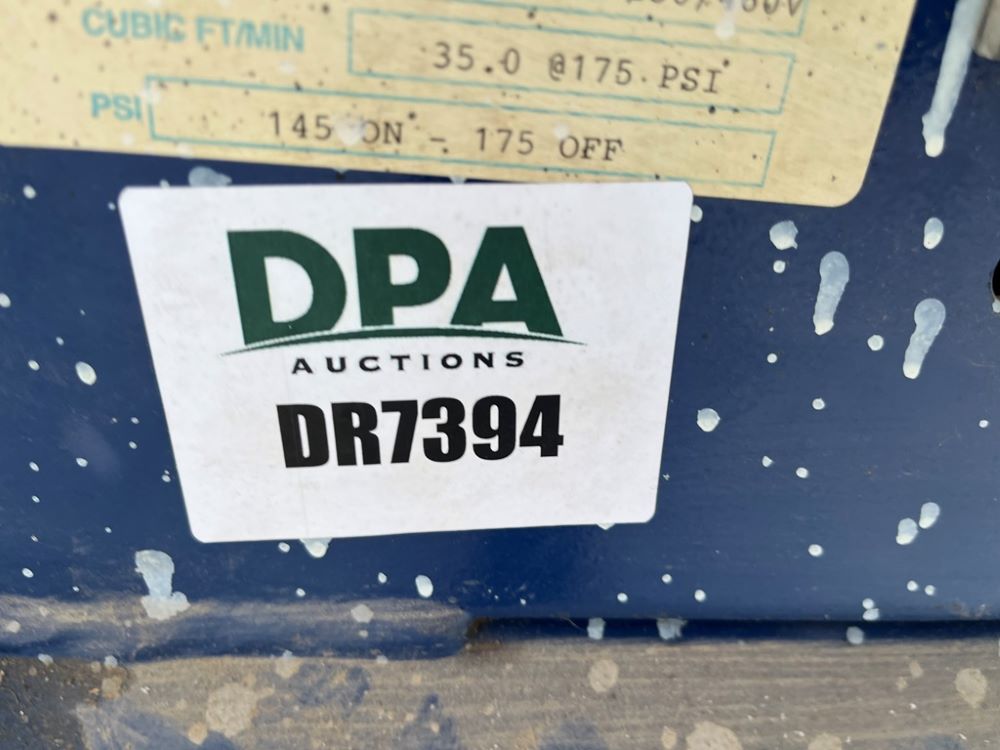 CUBIC FT/MIN 35.0 @175 PSI
PSI 145 ON - 175 OFF
DPA
AUCTIONS
DR7394